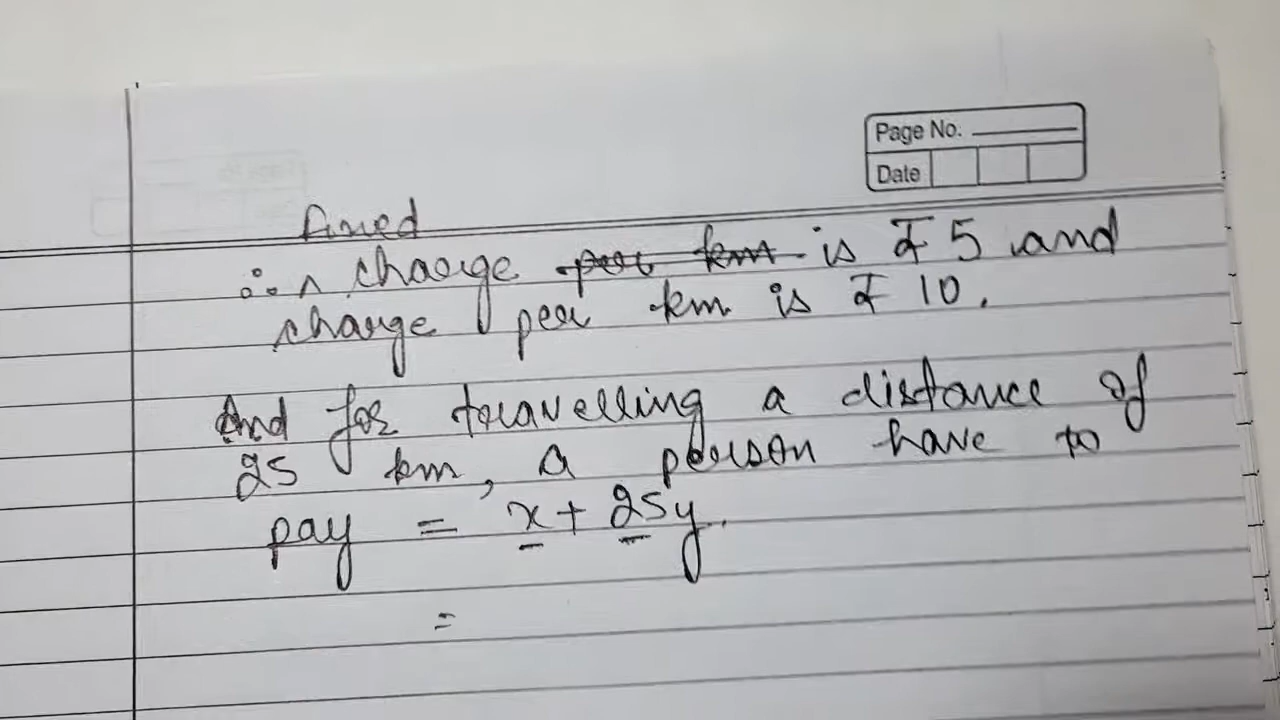 Page No.
Date
fixed
∴ ʌ charge ~~per km~~ is ₹ 5 and
charge per km is ₹ 10.
And for travelling a distance of
25 km, a person have to
pay = x + 25y.
=